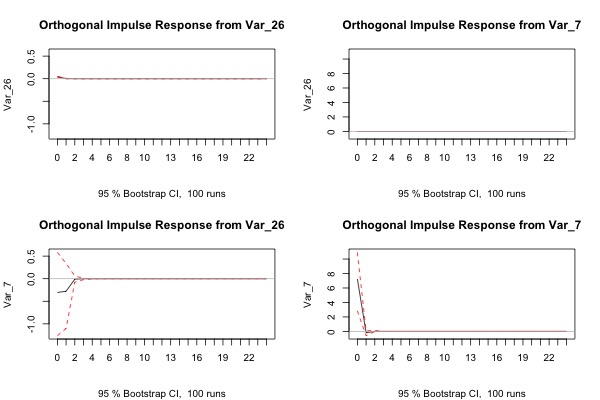 Orthogonal Impulse Response from Var_26
Var_26
0.5
0.0
-1.0
0 2 4 6 8 10 13 16 19 22
95 % Bootstrap CI, 100 runs
Orthogonal Impulse Response from Var_7
Var_26
8
6
4
2
0
0 2 4 6 8 10 13 16 19 22
95 % Bootstrap CI, 100 runs
Orthogonal Impulse Response from Var_26
Var_7
0.5
0.0
-1.0
0 2 4 6 8 10 13 16 19 22
95 % Bootstrap CI, 100 runs
Orthogonal Impulse Response from Var_7
Var_7
8
6
4
2
0
0 2 4 6 8 10 13 16 19 22
95 % Bootstrap CI, 100 runs